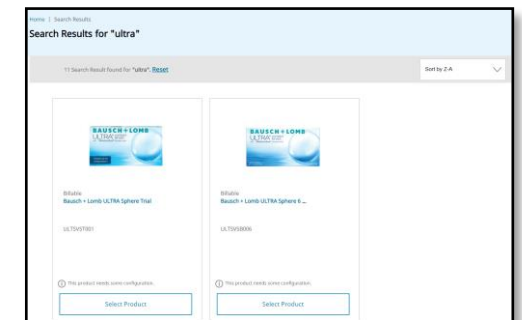 Home | Search Results
Search Results for "ultra"
11 Search Result found for "ultra". Reset
Sort by Z-A
BAUSCH + LOMB
ULTRA
BAUSCH + LOMB
ULTRA
Billable
Bausch + Lomb ULTRA Sphere Trial
ULTSVST001
This product needs some configuration.
Select Product
Billable
Bausch + Lomb ULTRA Sphere 6 ...
ULTSVSB006
This product needs some configuration.
Select Product